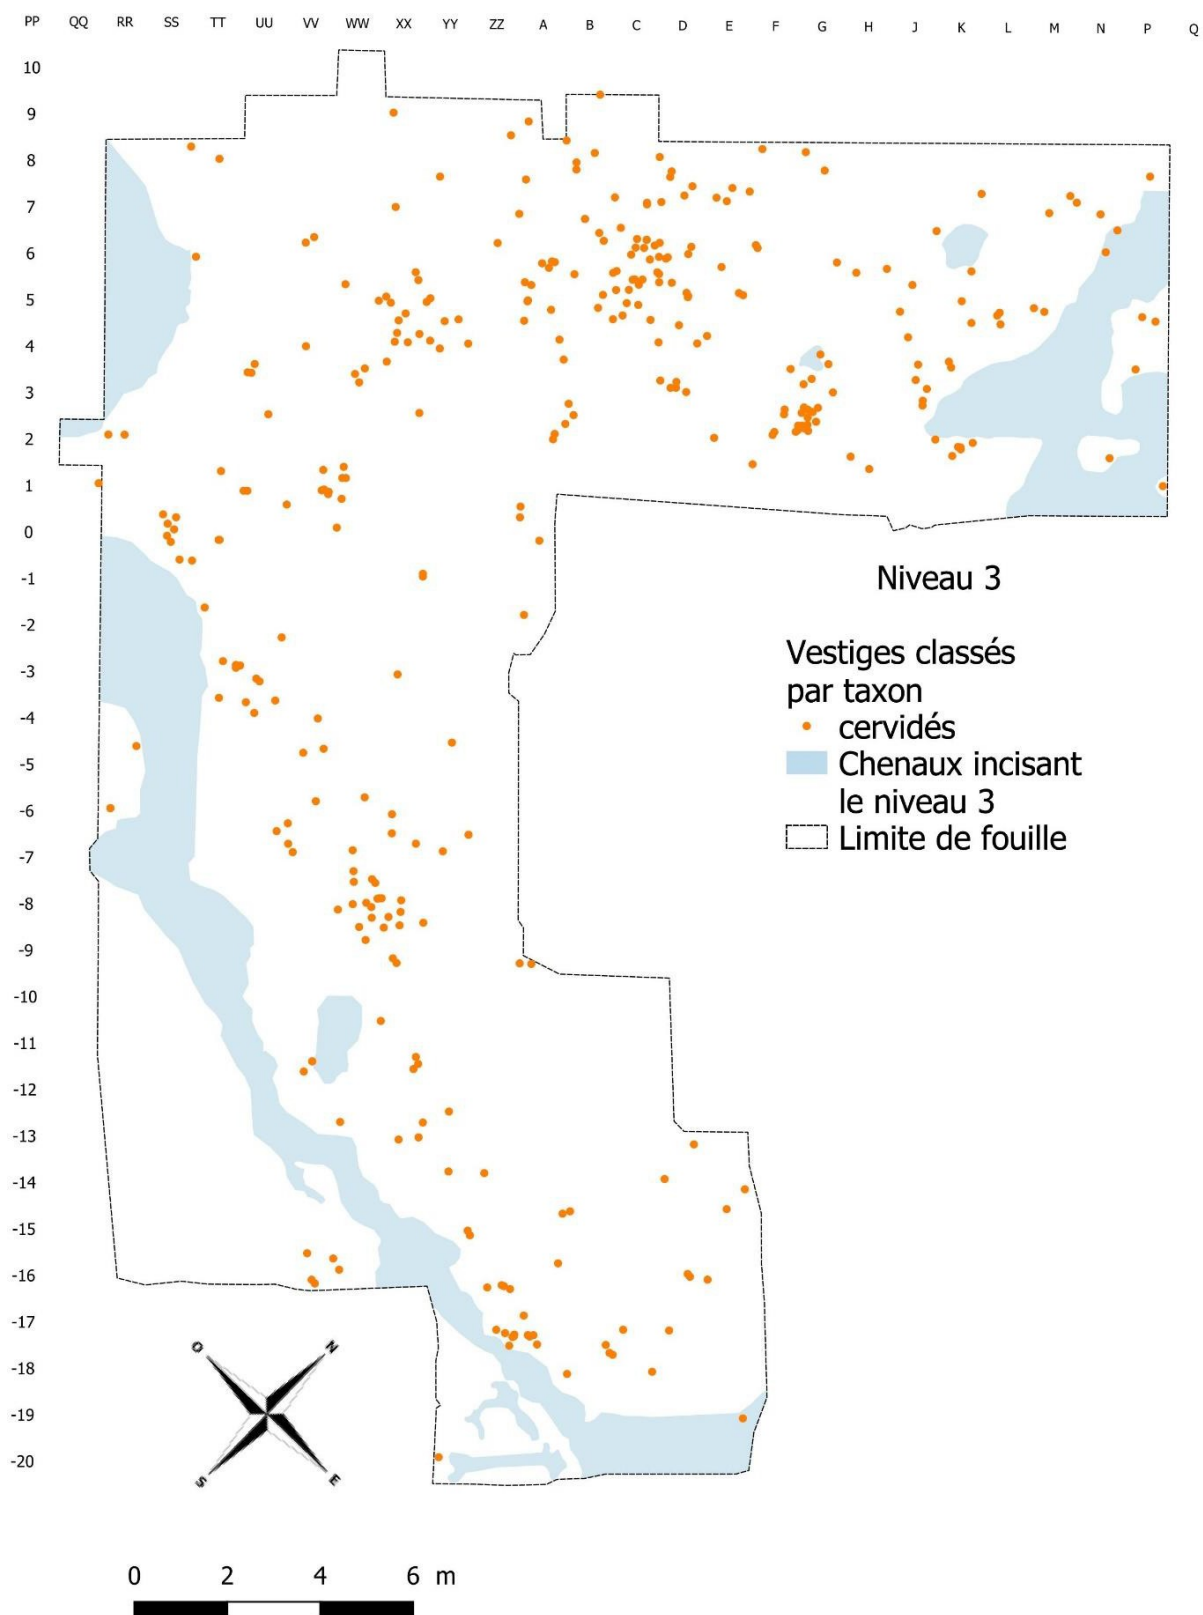 PP QQ RR SS TT UU VV WW XX YY ZZ A B C D E F G H J K L M N P Q
10
9
8
7
6
5
4
3
2
1
0
-1
Niveau 3
-2
Vestiges classés
-3
par taxon
-4
cervidés
-5
Chenaux incisant
le niveau 3
-6
Limite de fouille
-7
-8
-9
-10
-11
-12
-13
-14
-15
-16
-17
-18
O N
-19
-20
S E
0 2 4 6 m